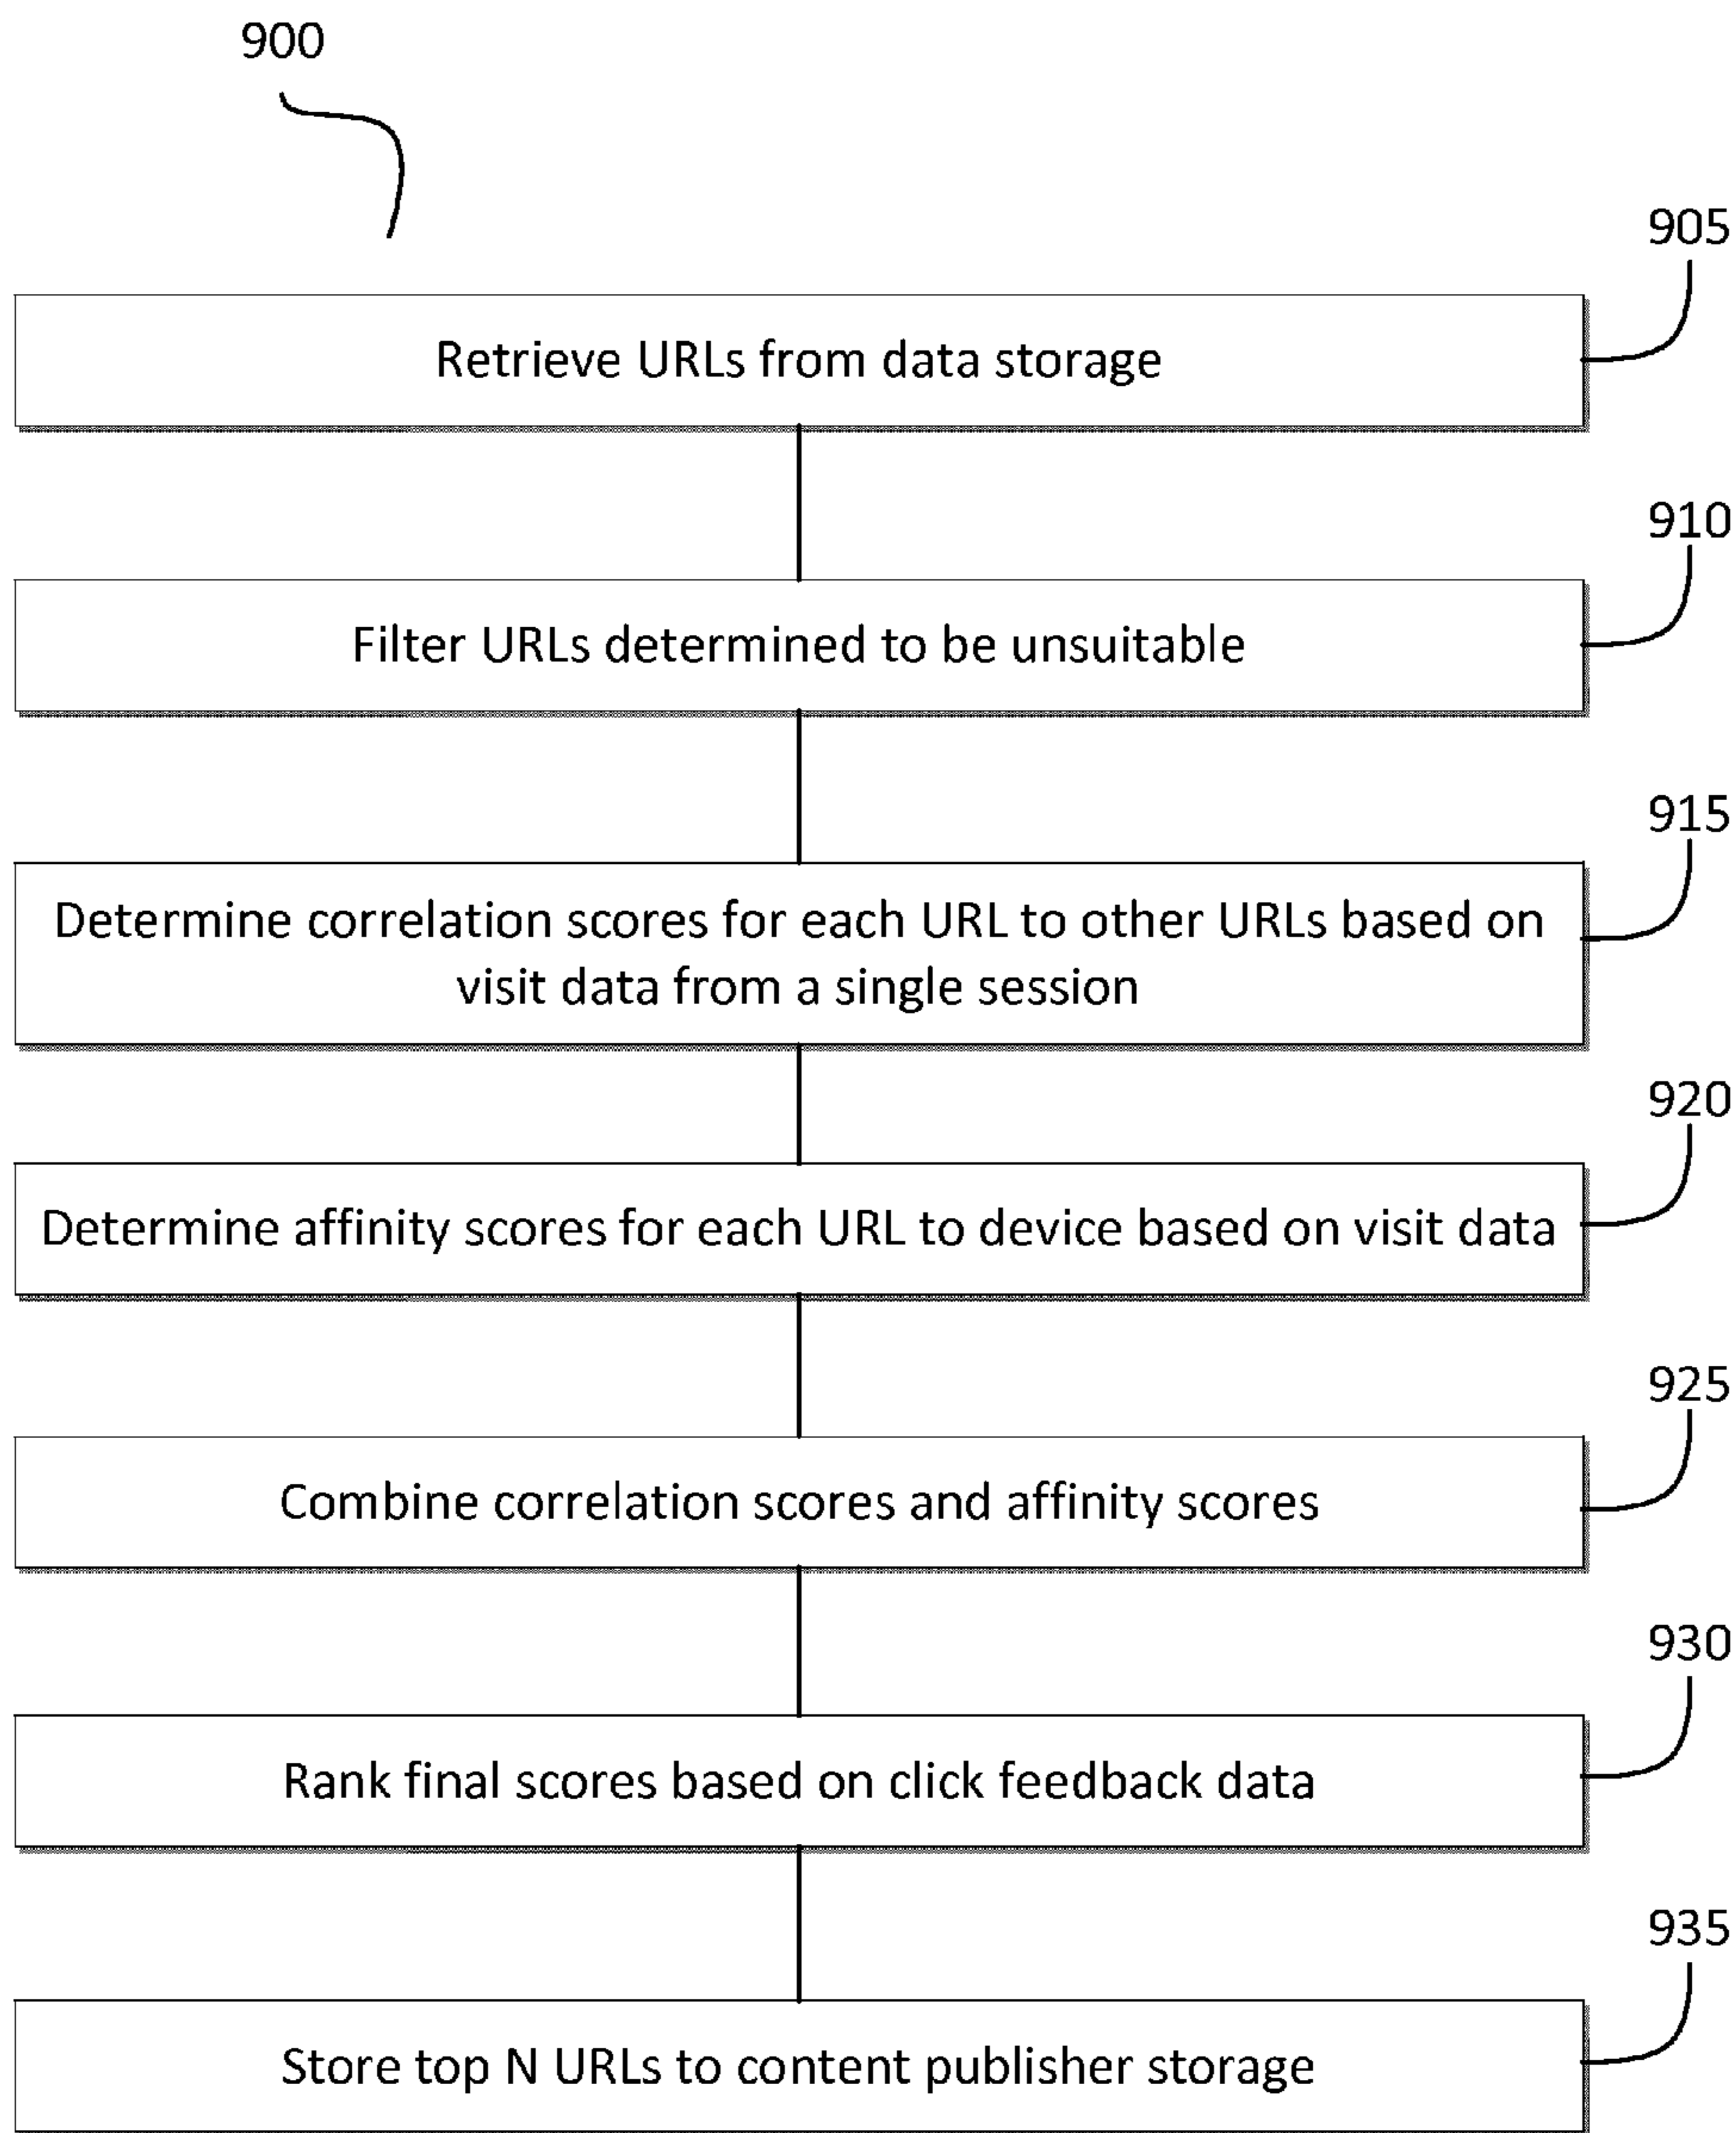 900
905
Retrieve URLs from data storage
910
Filter URLs determined to be unsuitable
915
Determine correlation scores for each URL to other URLs based on
visit data from a single session
920
Determine affinity scores for each URL to device based on visit data
925
Combine correlation scores and affinity scores
930
Rank final scores based on click feedback data
935
Store top N URLs to content publisher storage